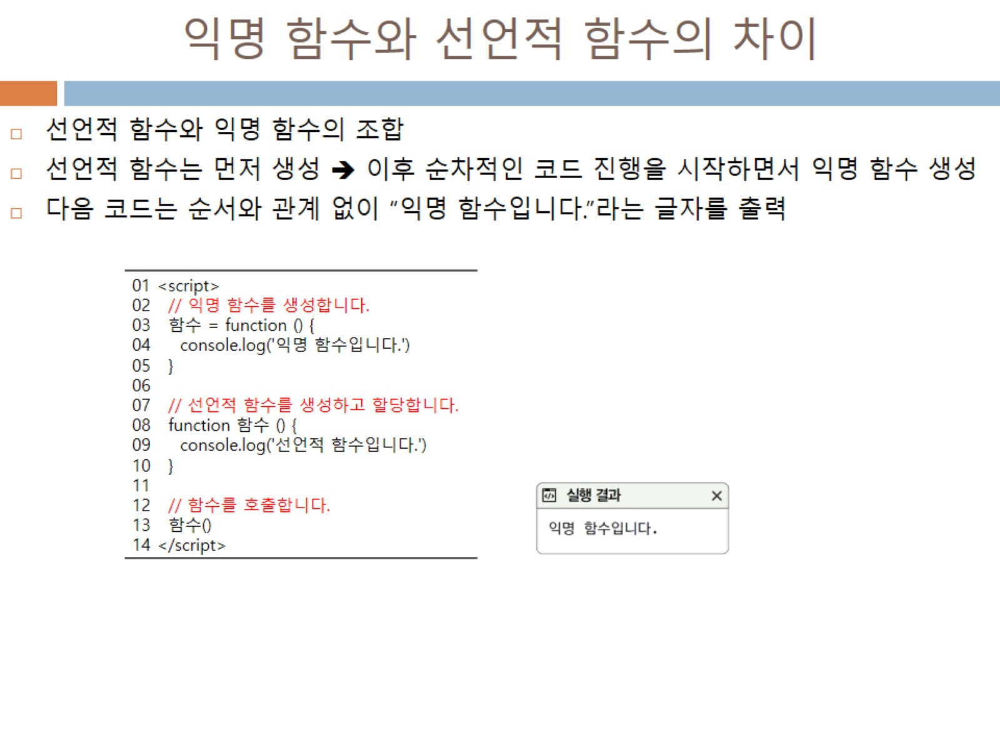 익명 함수와 선언적 함수의 차이
□ 선언적 함수와 익명 함수의 조합
□ 선언적 함수는 먼저 생성 → 이후 순차적인 코드 진행을 시작하면서 익명 함수 생성
□ 다음 코드는 순서와 관계 없이 "익명 함수입니다."라는 글자를 출력
01 <script>
02 // 익명 함수를 생성합니다.
03 함수 = function () {
04 console.log('익명 함수입니다.')
05 }
06
07 // 선언적 함수를 생성하고 할당합니다.
08 function 함수 () {
09 console.log('선언적 함수입니다.')
10 }
11
12 // 함수를 호출합니다.
13 함수()
14 </script>
실행 결과
익명 함수입니다.